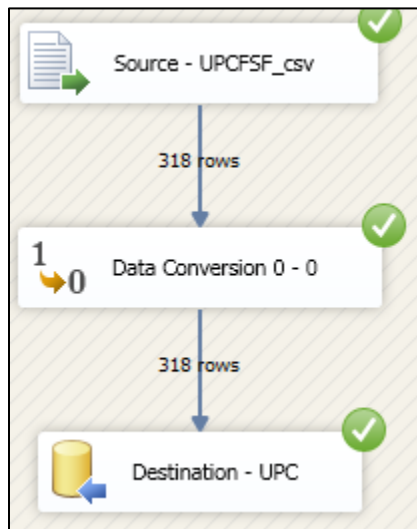 Source - UPCFSF_csv
318 rows
1
0
Data Conversion 0 - 0
318 rows
Destination - UPC